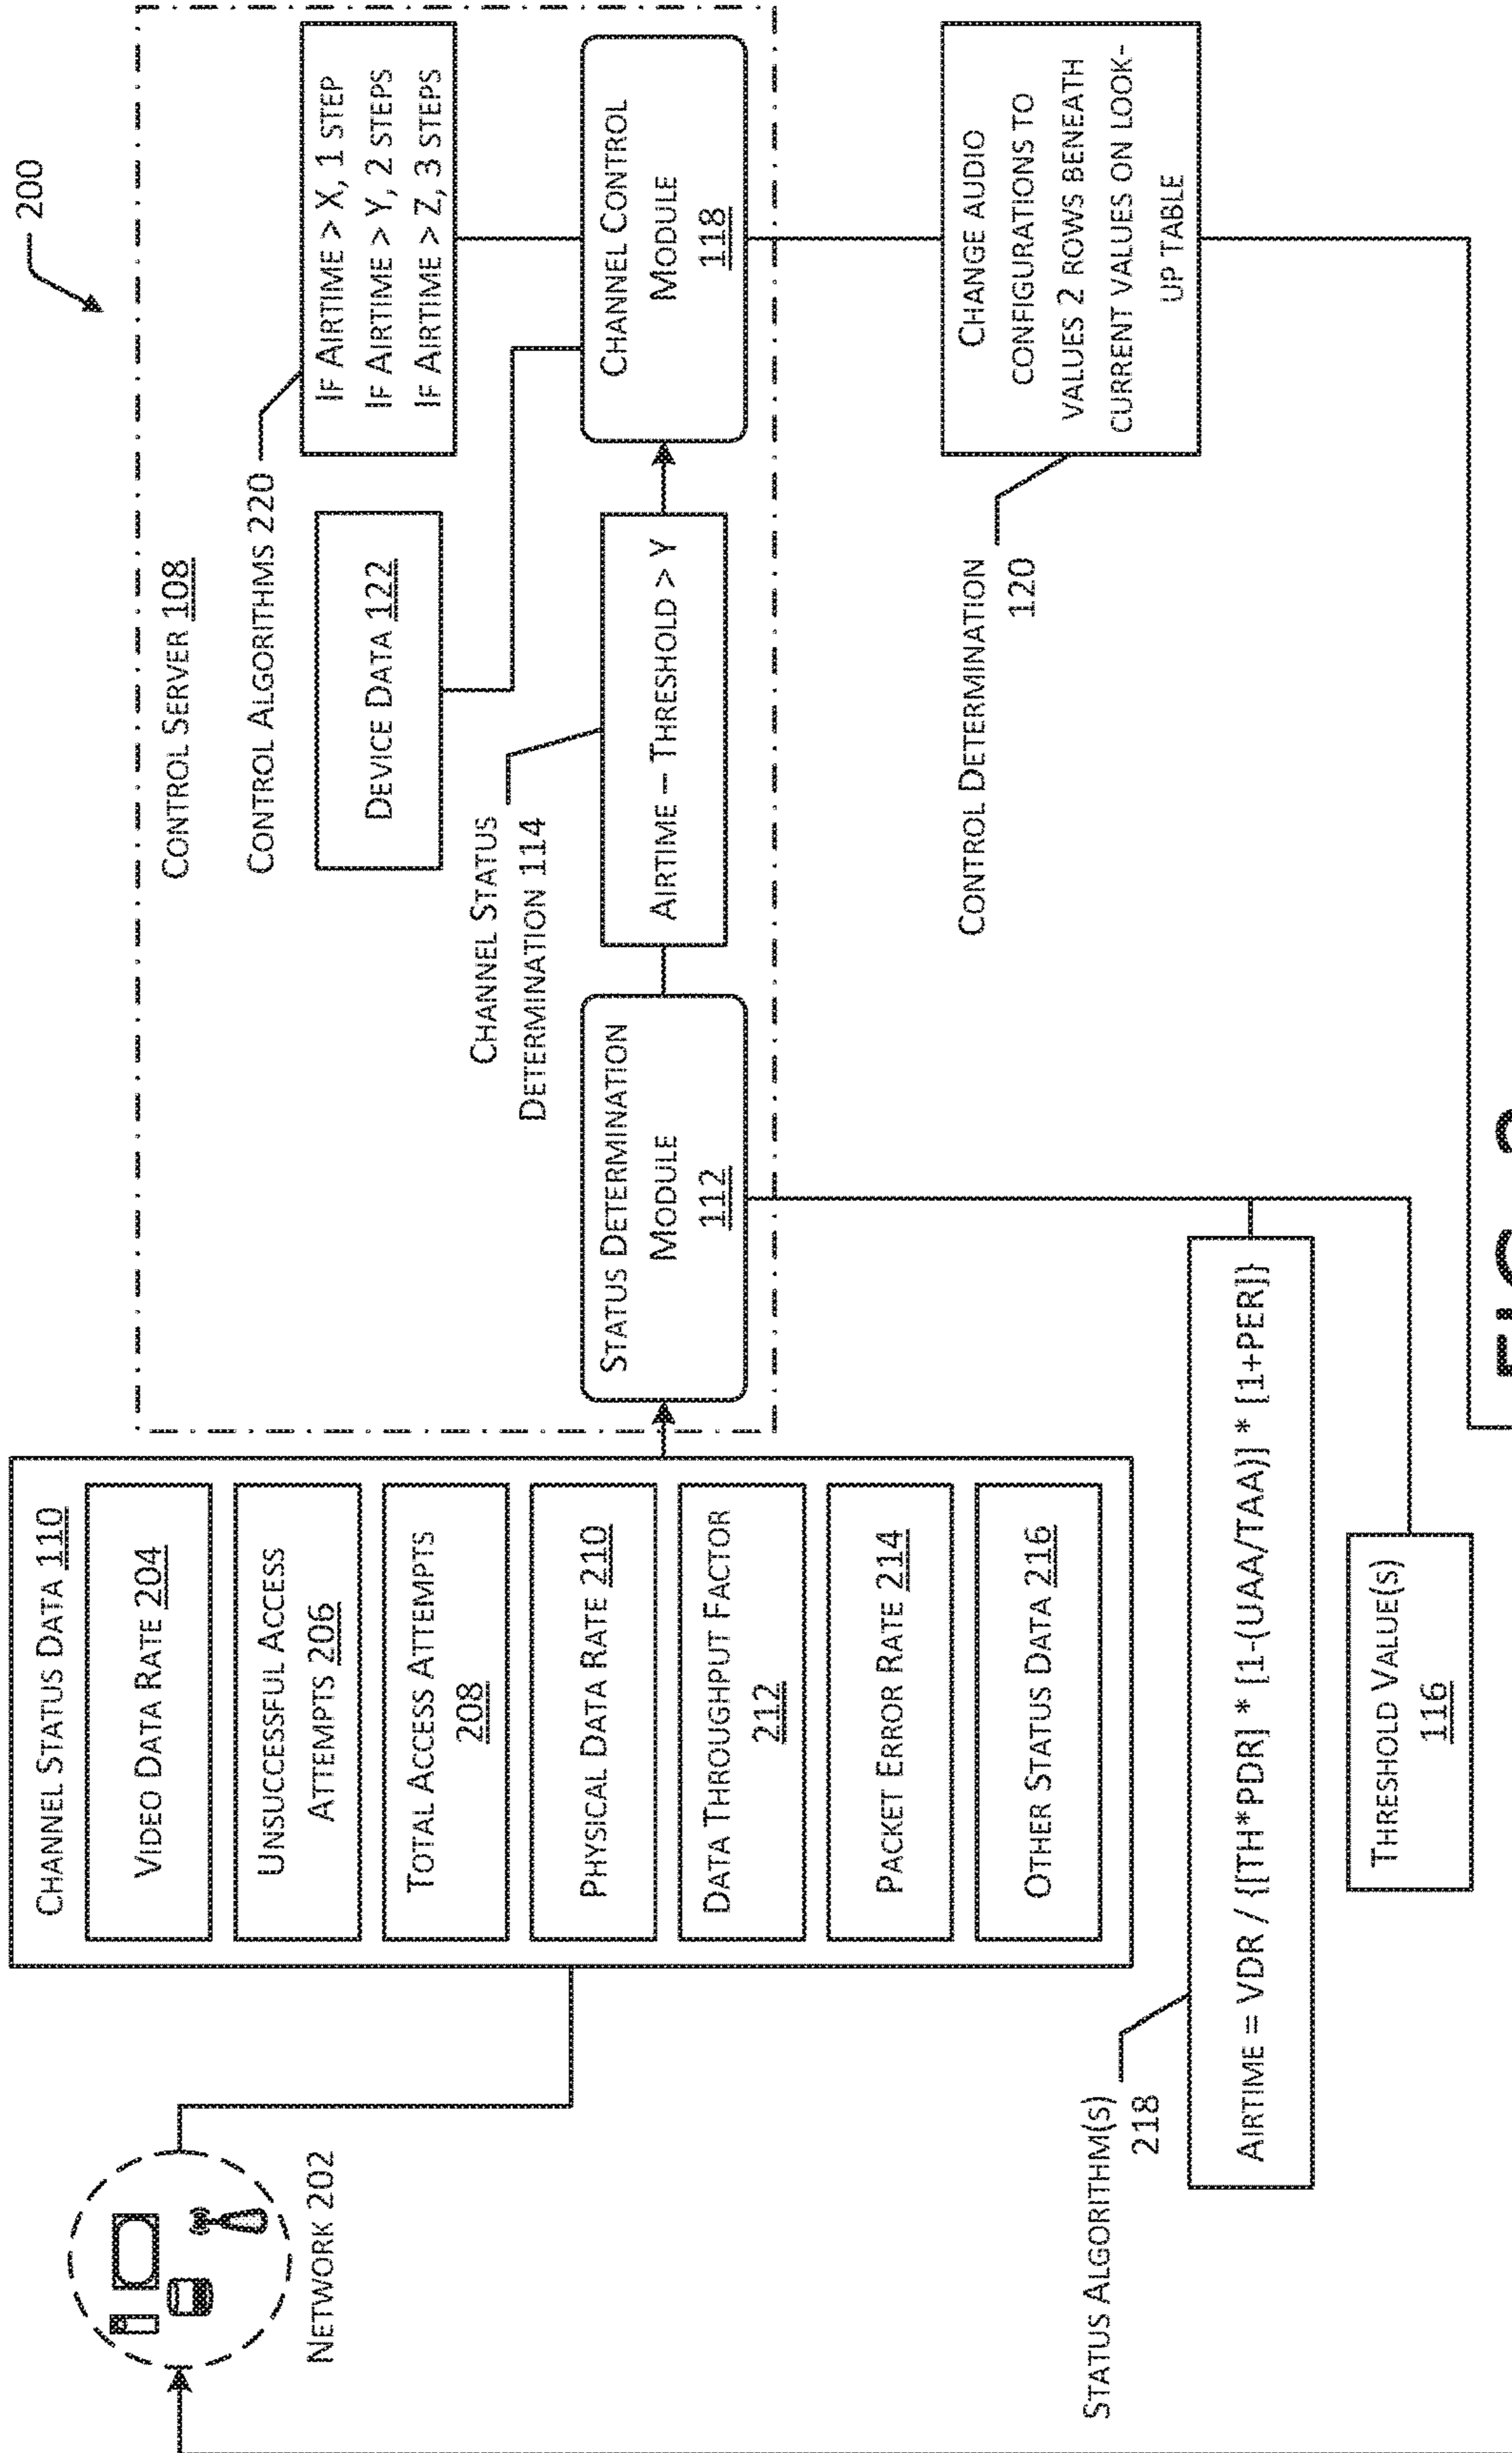 200
NETWORK 202
CHANNEL STATUS DATA 110
VIDEO DATA RATE 204
UNSUCCESSFUL ACCESS
ATTEMPTS 206
TOTAL ACCESS ATTEMPTS
208
PHYSICAL DATA RATE 210
DATA THROUGHPUT FACTOR
212
PACKET ERROR RATE 214
OTHER STATUS DATA 216
CONTROL SERVER 108
CONTROL ALGORITHMS 220
IF AIRTIME > X, 1 STEP
IF AIRTIME > Y, 2 STEPS
IF AIRTIME > Z, 3 STEPS
DEVICE DATA 122
CHANNEL STATUS
DETERMINATION 114
STATUS DETERMINATION
MODULE
112
AIRTIME – THRESHOLD > Y
CHANNEL CONTROL
MODULE
118
STATUS ALGORITHM(S)
218
AIRTIME = VDR / {[TH*PDR] * [1-(UAA/TAA)] * [1+PER]}
THRESHOLD VALUE(S)
116
CONTROL DETERMINATION
120
CHANGE AUDIO
CONFIGURATIONS TO
VALUES 2 ROWS BENEATH
CURRENT VALUES ON LOOK-
UP TABLE